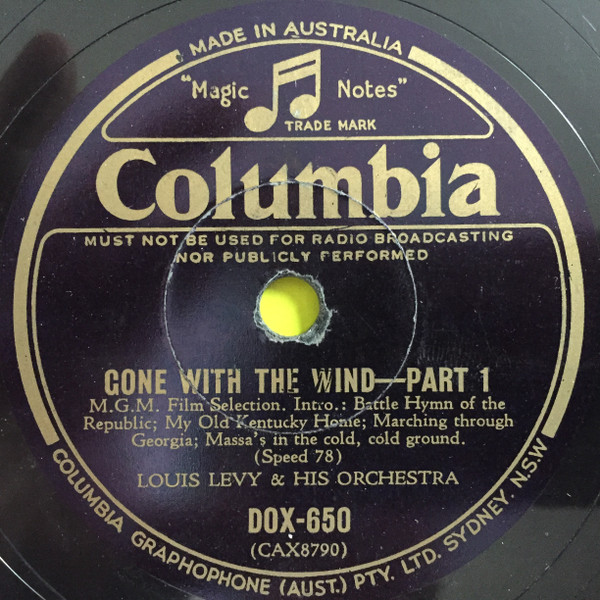 MADE IN AUSTRALIA
"Magic Notes"
TRADE MARK
Columbia
MUST NOT BE USED FOR RADIO BROADCASTING
NOR PUBLICLY PERFORMED
GONE WITH THE WIND—PART 1
M.G.M. Film Selection. Intro.: Battle Hymn of the
Republic; My Old Kentucky Home; Marching through
Georgia; Massa's in the cold, cold ground.
(Speed 78)
LOUIS LEVY & HIS ORCHESTRA
DOX-650
(CAX8790)
COLUMBIA GRAPHOPHONE (AUST.) PTY. LTD. SYDNEY. N.S.W